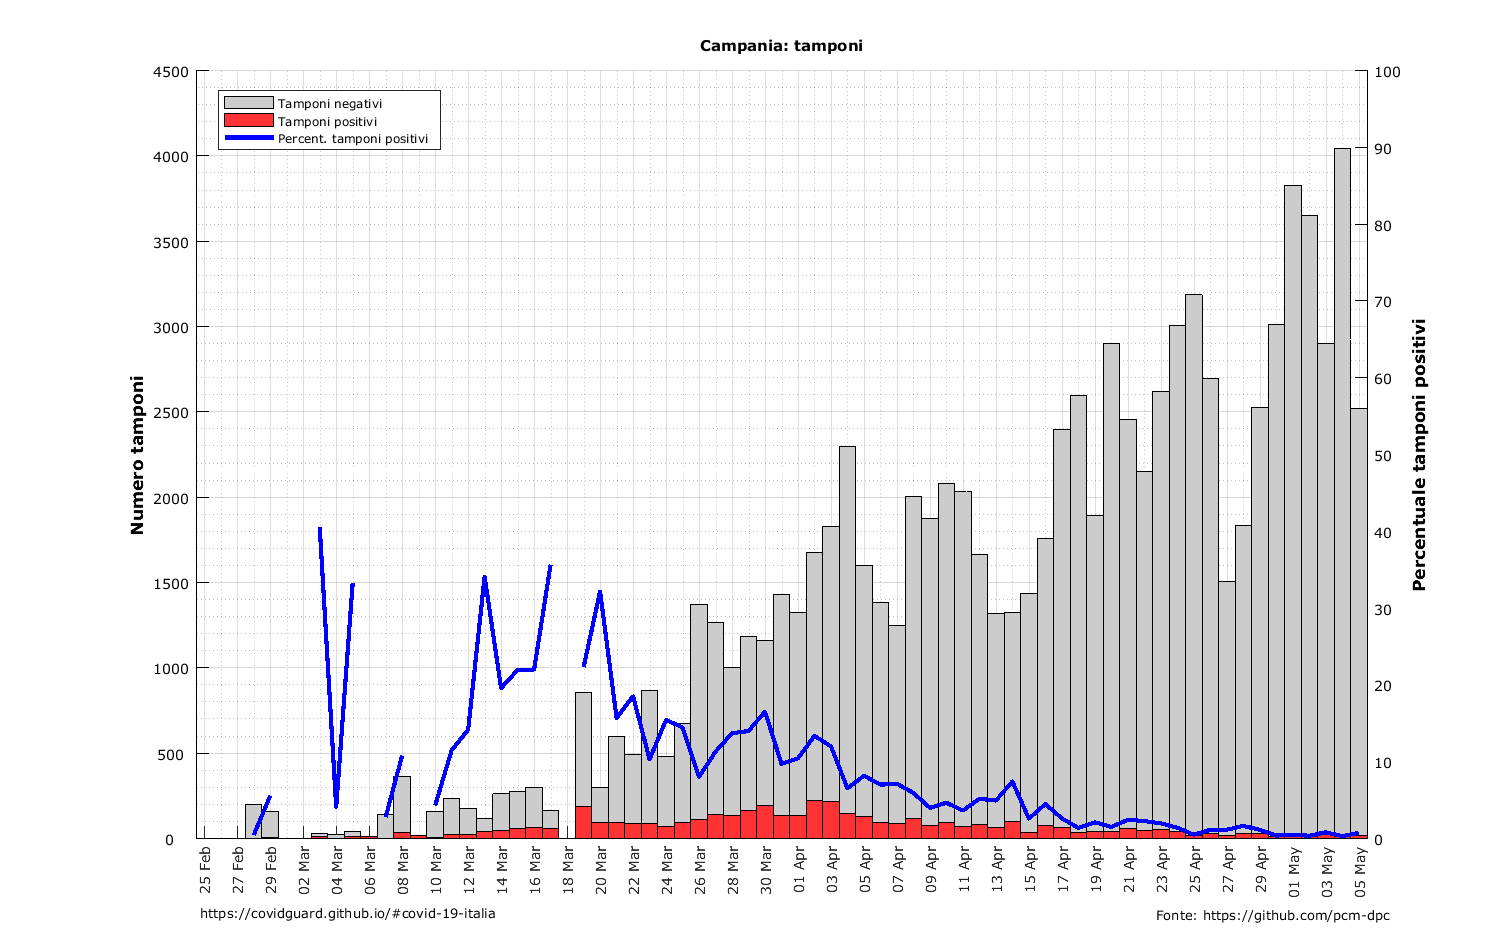 Campania: tamponi
4500
4000
3500
3000
2500
2000
1500
1000
500
0
Numero tamponi
Tamponi negativi
Tamponi positivi
Percent. tamponi positivi
100
90
80
70
60
50
40
30
20
10
0
Percentuale tamponi positivi
25 Feb
27 Feb
29 Feb
02 Mar
04 Mar
06 Mar
08 Mar
10 Mar
12 Mar
14 Mar
16 Mar
18 Mar
20 Mar
22 Mar
24 Mar
26 Mar
28 Mar
30 Mar
01 Apr
03 Apr
05 Apr
07 Apr
09 Apr
11 Apr
13 Apr
15 Apr
17 Apr
19 Apr
21 Apr
23 Apr
25 Apr
27 Apr
29 Apr
01 May
03 May
05 May
https://covidguard.github.io/#covid-19-italia
Fonte: https://github.com/pcm-dpc